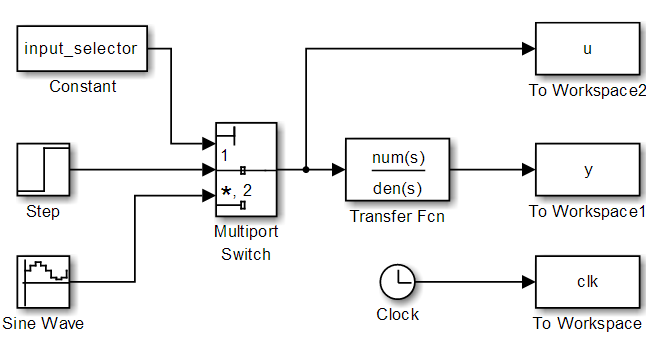 input_selector
Constant
u
To Workspace2
1
*, 2
Multiport
Switch
Step
num(s)
den(s)
Transfer Fcn
y
To Workspace1
Sine Wave
Clock
clk
To Workspace